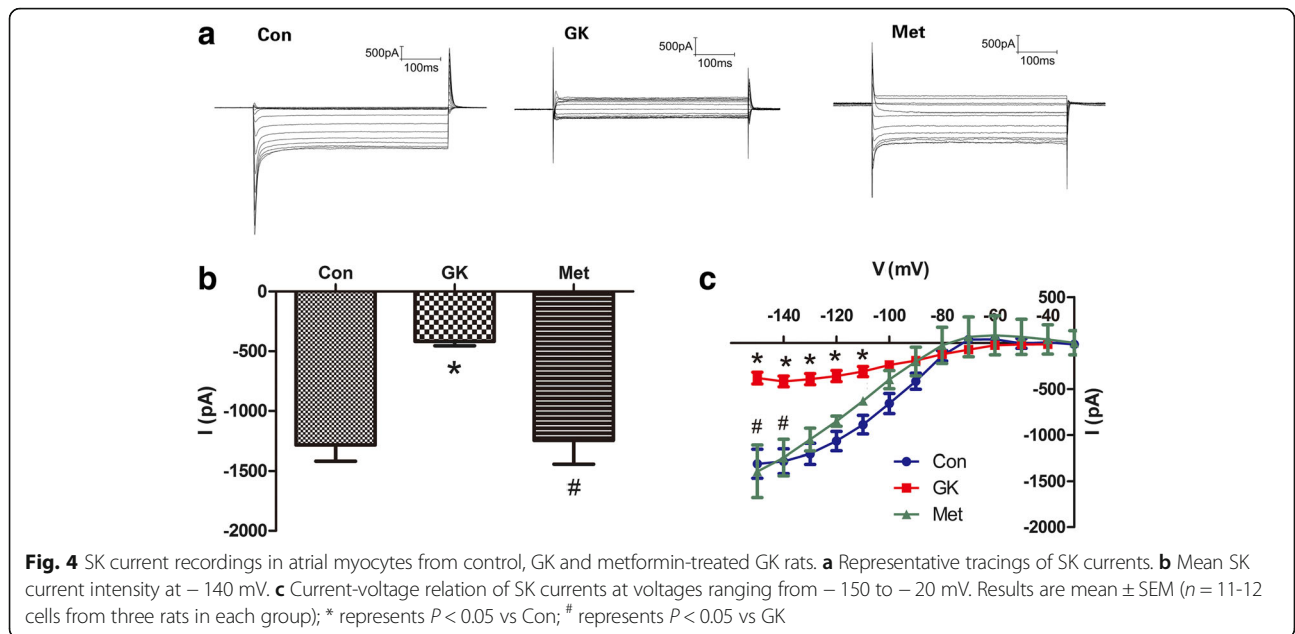 a
Con
GK
Met
500pA
100ms
500pA
100ms
500pA
100ms
b
Con
GK
Met
0
-500
-1000
-1500
-2000
I (pA)
*
#
c
V (mV)
-140
-120
-100
-80
-60
-40
500
-500
-1000
-1500
-2000
I (pA)
* * * * *
# #
Con
GK
Met
Fig. 4 SK current recordings in atrial myocytes from control, GK and metformin-treated GK rats. a Representative tracings of SK currents. b Mean SK
current intensity at − 140 mV. c Current-voltage relation of SK currents at voltages ranging from − 150 to − 20 mV. Results are mean ± SEM (n = 11-12
cells from three rats in each group); * represents P < 0.05 vs Con; # represents P < 0.05 vs GK